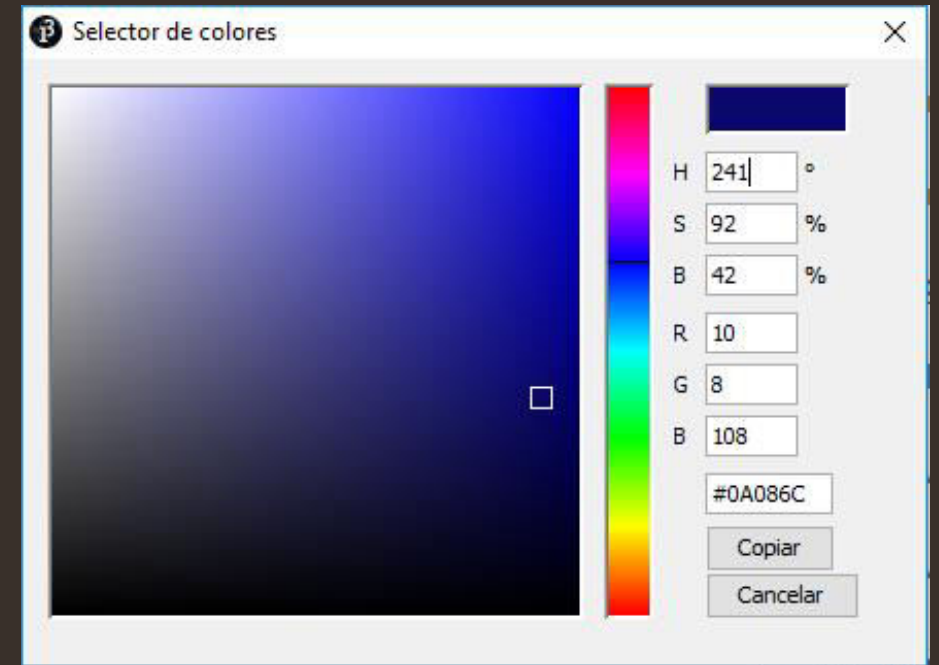 Selector de colores
H 241 °
S 92 %
B 42 %
R 10
G 8
B 108
#0A086C
Copiar
Cancelar